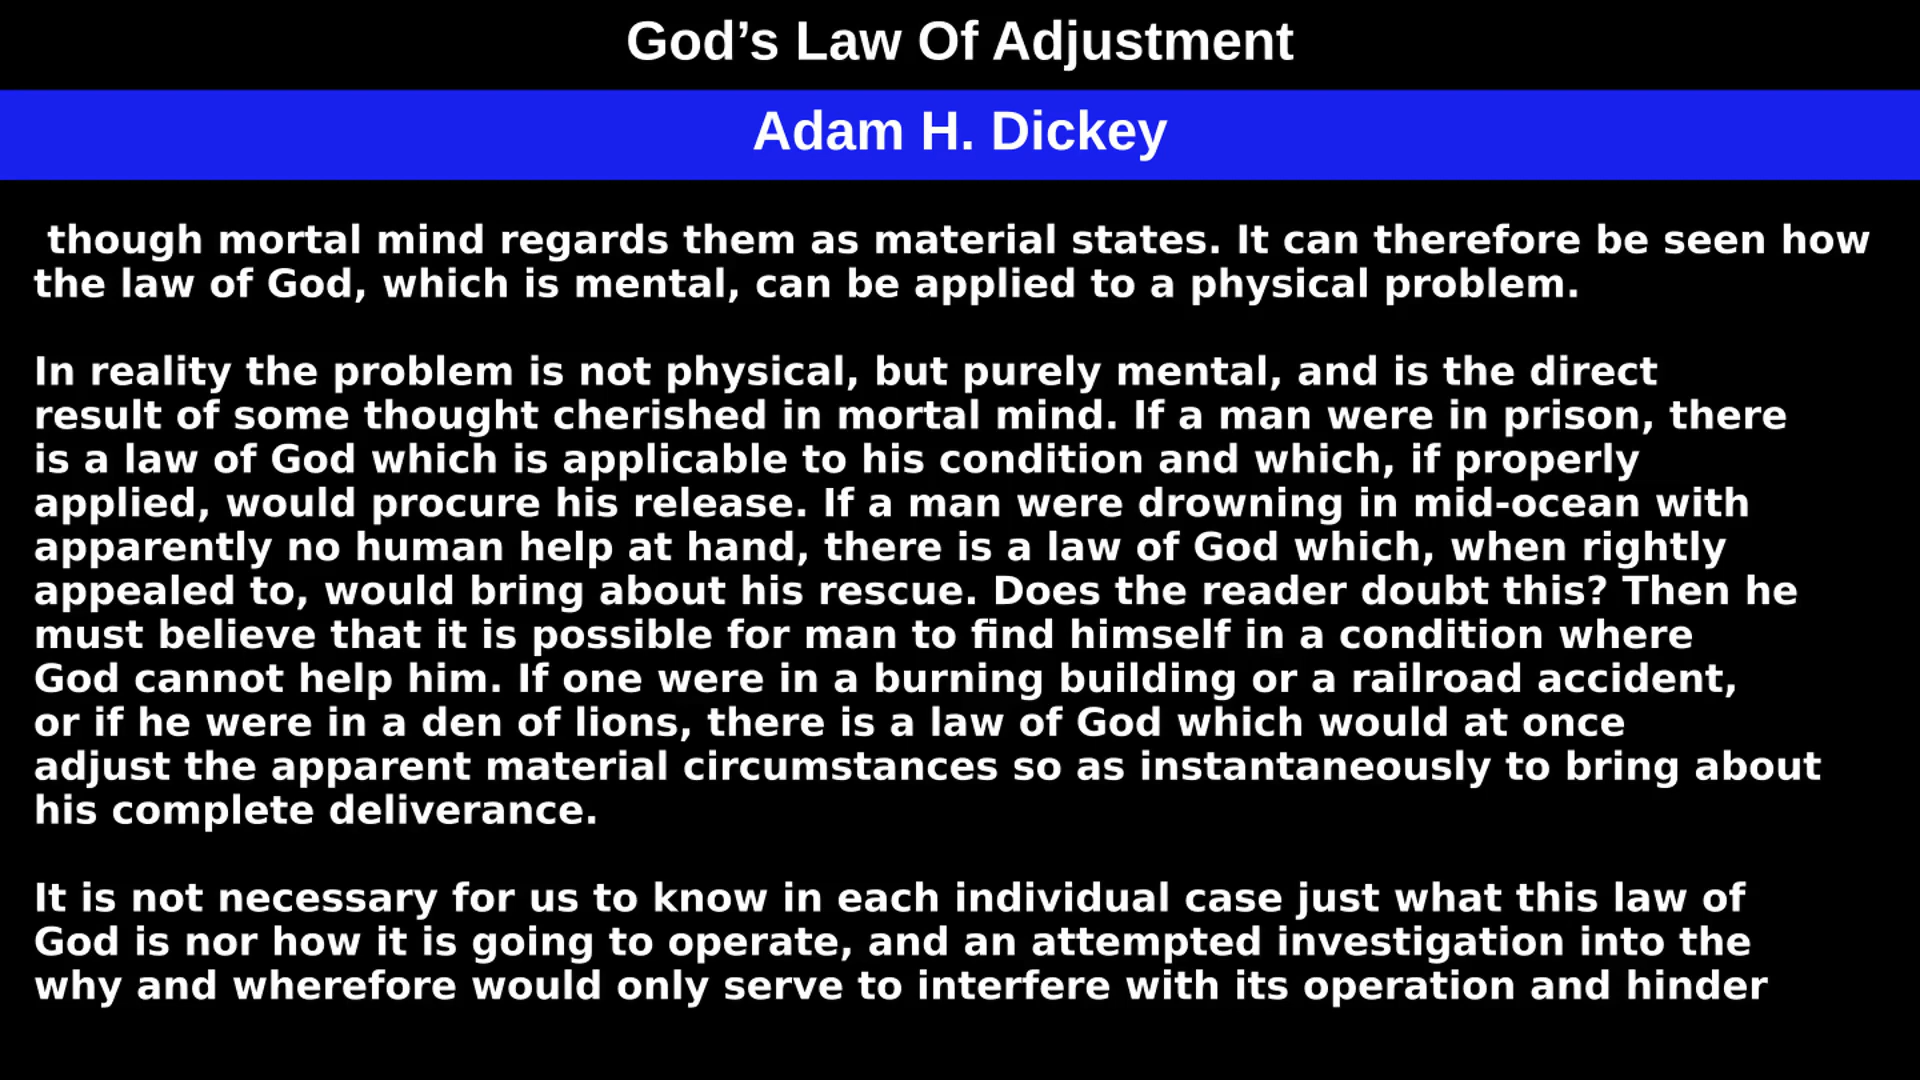 God’s Law Of Adjustment
Adam H. Dickey
though mortal mind regards them as material states. It can therefore be seen how
the law of God, which is mental, can be applied to a physical problem.
In reality the problem is not physical, but purely mental, and is the direct
result of some thought cherished in mortal mind. If a man were in prison, there
is a law of God which is applicable to his condition and which, if properly
applied, would procure his release. If a man were drowning in mid-ocean with
apparently no human help at hand, there is a law of God which, when rightly
appealed to, would bring about his rescue. Does the reader doubt this? Then he
must believe that it is possible for man to find himself in a condition where
God cannot help him. If one were in a burning building or a railroad accident,
or if he were in a den of lions, there is a law of God which would at once
adjust the apparent material circumstances so as instantaneously to bring about
his complete deliverance.
It is not necessary for us to know in each individual case just what this law of
God is nor how it is going to operate, and an attempted investigation into the
why and wherefore would only serve to interfere with its operation and hinder